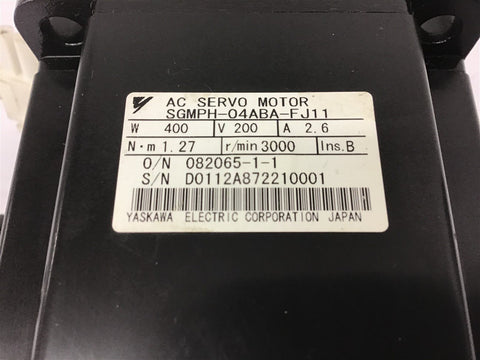 AC SERVO MOTOR
SGMPH-04ABA-FJ11
W 400 V 200 A 2.6
N·m 1.27 r/min 3000 Ins.B
O/N 082065-1-1
S/N D0112A872210001
YASKAWA ELECTRIC CORPORATION JAPAN